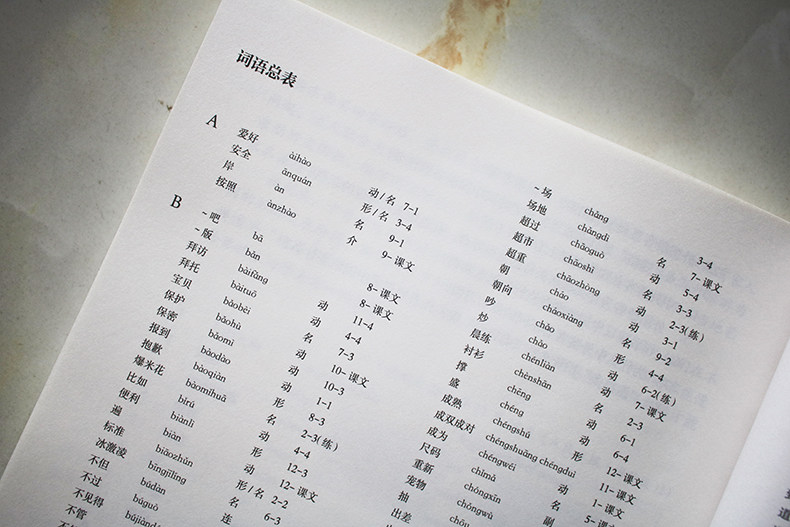 词语总表
A
爱好 àihào 动/名 7-1
安全 ānquán 形/名 3-4
岸 àn 名 9-1
按照 ànzhào 介 9-课文
B
-吧 bā 8-课文
-版 bǎn 8-课文
拜访 bàifǎng 动 11-4
拜托 bàituō 动 4-4
宝贝 bǎobèi 名 7-3
保护 bǎohù 动 10-课文
保密 bǎomì 动 10-3
报到 bàodào 动 1-1
抱歉 bàoqiàn 形 8-3
爆米花 bàomǐhuā 名 2-3(练)
比如 bǐrú 动 4-4
便利 biànlì 形 12-3
遍 biàn 动 12-课文
标准 biāozhǔn 形/名 2-2
冰激凌 bīngjīlíng 名 6-3
不但 búdàn 连
不过 búguò
不见得 bújiàndé
不管
-场 chǎng 3-4
场地 chǎngdì 名 7-课文
超过 chāoguò 动 5-4
超市 chāoshì 名 3-3
超重 chāozhòng 动 2-3(练)
朝 cháo 3-1
朝向 cháoxiàng 名 9-2
吵 chǎo 形 4-4
炒 chǎo 动 6-2(练)
晨练 chénliàn 动 7-课文
衬衫 chènshān 名 2-3
撑 chēng 动 6-1
盛 chéng 动 6-4
成熟 chéngshú 形 12-课文
成双成对 chéngshuāng chéngduì 11-课文
成为 chéngwéi 动 1-课文
尺码 chǐmǎ 名 5-
重新 chóngxīn 副
宠物 chǒngwù
抽 chōu
出差